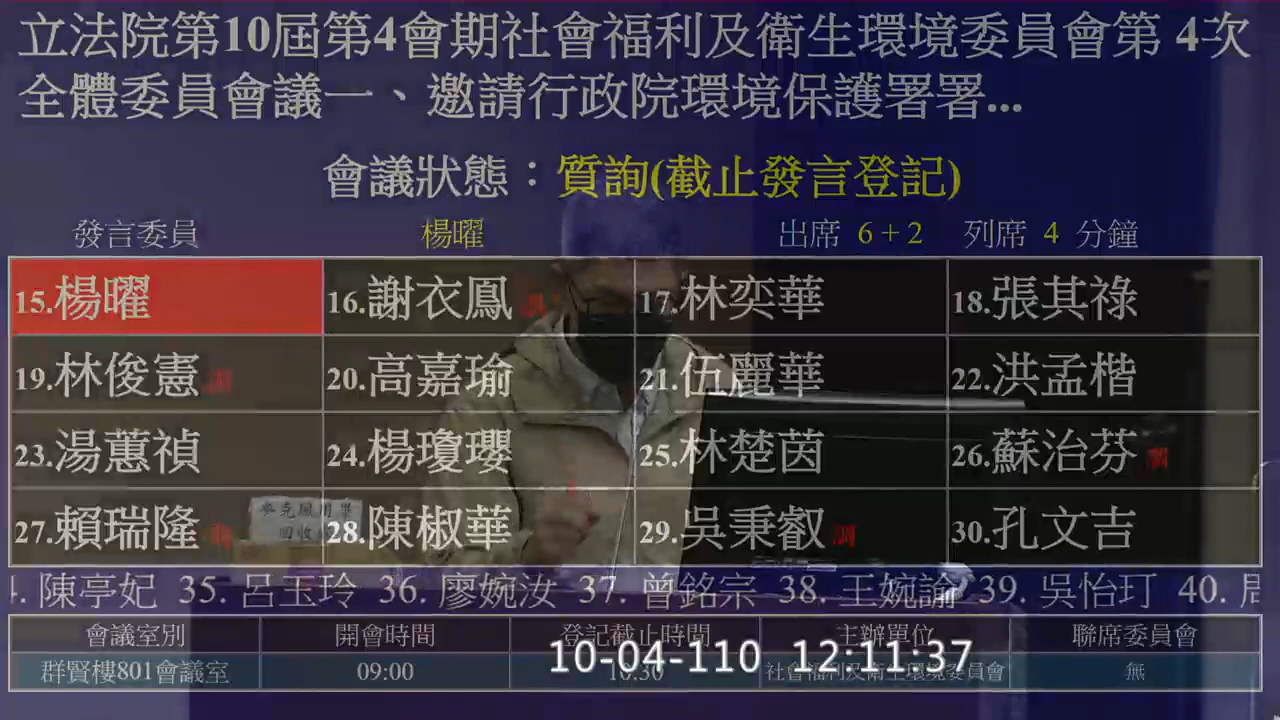 立法院第10屆第4會期社會福利及衛生環境委員會第 4次
全體委員會議一、邀請行政院環境保護署署...
會議狀態：質詢(截止發言登記)
發言委員 楊曜 出席 6 + 2 列席 4 分鐘
15.楊曜 16.謝衣鳳 17.林奕華 18.張其祿
19.林俊憲 20.高嘉瑜 21.伍麗華 22.洪孟楷
23.湯蕙禎 24.楊瓊瓔 25.林楚茵 26.蘇治芬
27.賴瑞隆 28.陳椒華 29.吳秉叡 調 30.孔文吉
陳亭妃 35. 呂玉玲 36. 廖婉汝 37. 曾銘宗 38. 王婉諭 39. 吳怡玎 40.
會議室別 開會時間 登記截止時間 主辦單位 聯席委員會
群賢樓801會議室 09:00 10:30 社會福利及衛生環境委員會 無
10-04-110 12:11:37
麥克風用畢
回收